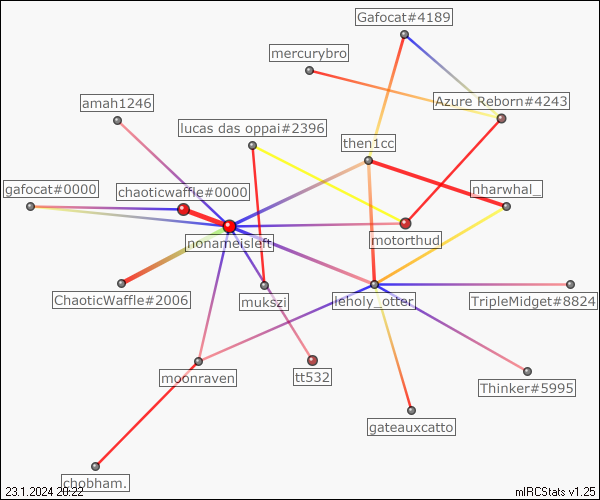 Gafocat#4189
mercurybro
Azure Reborn#4243
amah1246
lucas das oppai#2396
then1cc
gafocat#0000
chaoticwaffle#0000
nharwhal_
nonameisleft
motorthud
ChaoticWaffle#2006
mukszi
leholy_otter
TripleMidget#8824
moonraven
tt532
Thinker#5995
gateauxcatto
chobham.
23.1.2024 20:22
mIRCStats v1.25